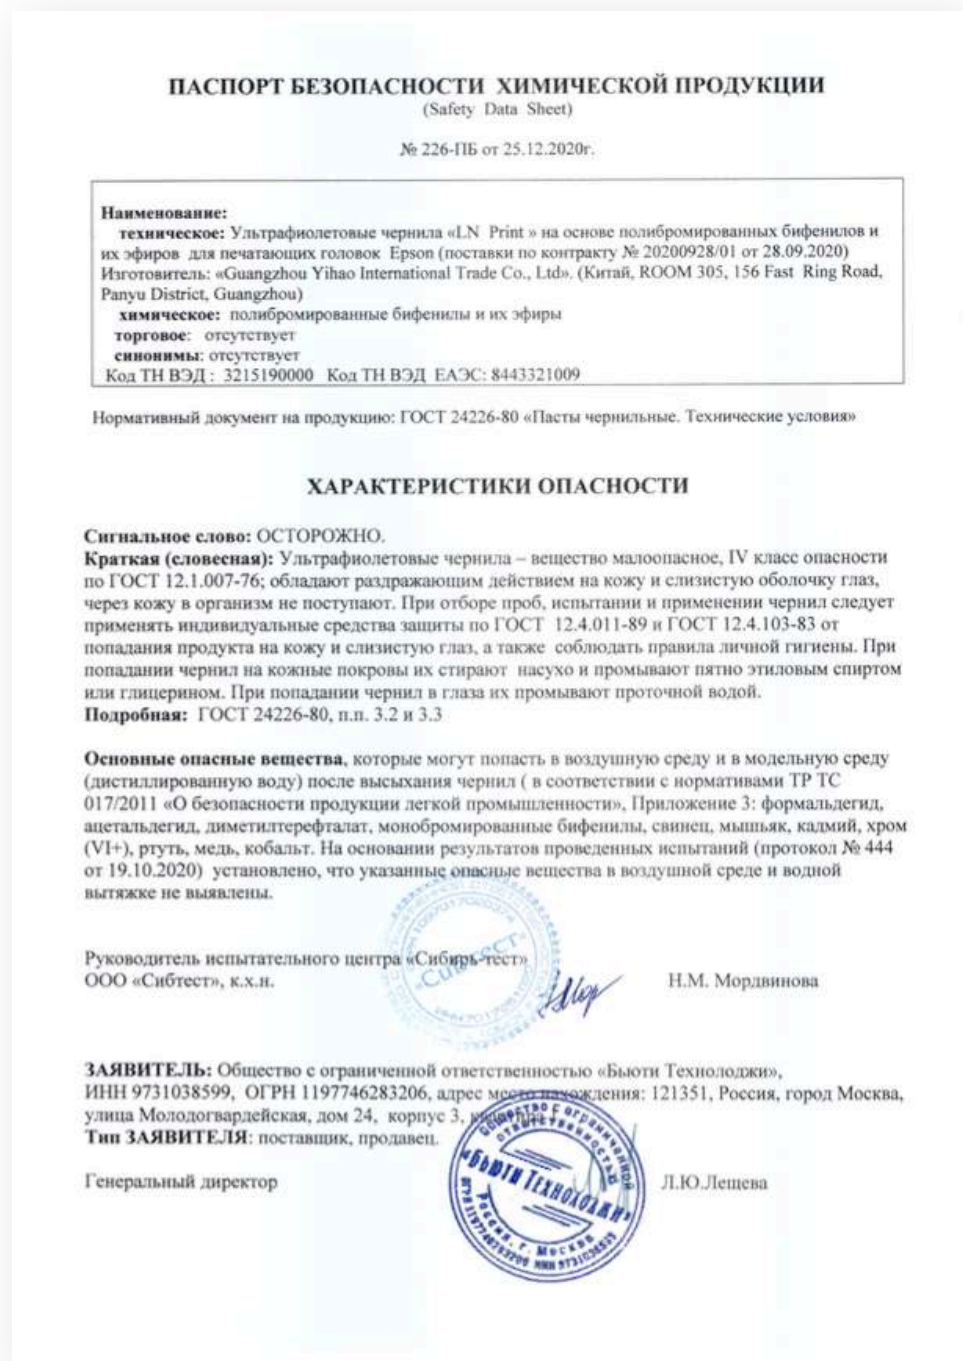 ПАСПОРТ БЕЗОПАСНОСТИ ХИМИЧЕСКОЙ ПРОДУКЦИИ
(Safety Data Sheet)
№ 226-ПБ от 25.12.2020г.
Наименование:
техническое: Ультрафиолетовые чернила «LN Print » на основе полибромированных бифенилов и
их эфиров для печатающих головок Epson (поставки по контракту № 20200928/01 от 28.09.2020)
Изготовитель: «Guangzhou Yihao International Trade Co., Ltd». (Китай, ROOM 305, 156 Fast Ring Road,
Panyu District, Guangzhou)
химическое: полибромированные бифенилы и их эфиры
торговое: отсутствует
синонимы: отсутствует
Код ТН ВЭД : 3215190000 Код ТН ВЭД ЕАЭС: 8443321009
Нормативный документ на продукцию: ГОСТ 24226-80 «Пасты чернильные. Технические условия»
ХАРАКТЕРИСТИКИ ОПАСНОСТИ
Сигнальное слово: ОСТОРОЖНО.
Краткая (словесная): Ультрафиолетовые чернила – вещество малоопасное, IV класс опасности
по ГОСТ 12.1.007-76; обладают раздражающим действием на кожу и слизистую оболочку глаз,
через кожу в организм не поступают. При отборе проб, испытании и применении чернил следует
применять индивидуальные средства защиты по ГОСТ 12.4.011-89 и ГОСТ 12.4.103-83 от
попадания продукта на кожу и слизистую глаз, а также соблюдать правила личной гигиены. При
попадании чернил на кожные покровы их стирают насухо и промывают пятно этиловым спиртом
или глицерином. При попадании чернил в глаза их промывают проточной водой.
Подробная: ГОСТ 24226-80, п.п. 3.2 и 3.3
Основные опасные вещества, которые могут попасть в воздушную среду и в модельную среду
(дистиллированную воду) после высыхания чернил ( в соответствии с нормативами ТР ТС
017/2011 «О безопасности продукции легкой промышленности», Приложение 3: формальдегид,
ацетальдегид, диметилтерефталат, монобромированные бифенилы, свинец, мышьяк, кадмий, хром
(VI+), ртуть, медь, кобальт. На основании результатов проведенных испытаний (протокол № 444
от 19.10.2020) установлено, что указанные опасные вещества в воздушной среде и водной
вытяжке не выявлены.
Руководитель испытательного центра «Сибирь-тест»
ООО «Сибтест», к.х.н. Н.М. Мордвинова
«Сибтест»
ЗАЯВИТЕЛЬ: Общество с ограниченной ответственностью «Бьюти Технолоджи»,
ИНН 9731038599, ОГРН 1197746283206, адрес место нахождения: 121351, Россия, город Москва,
улица Молодогвардейская, дом 24, корпус 3,
Тип ЗАЯВИТЕЛЯ: поставщик, продавец.
Генеральный директор Л.Ю.Лещева
Общество с ограниченной
ответственностью
«БЬЮТИ ТЕХНОЛОДЖИ»
Россия, г. Москва
ОГРН 1197746283206 ИНН 9731038599